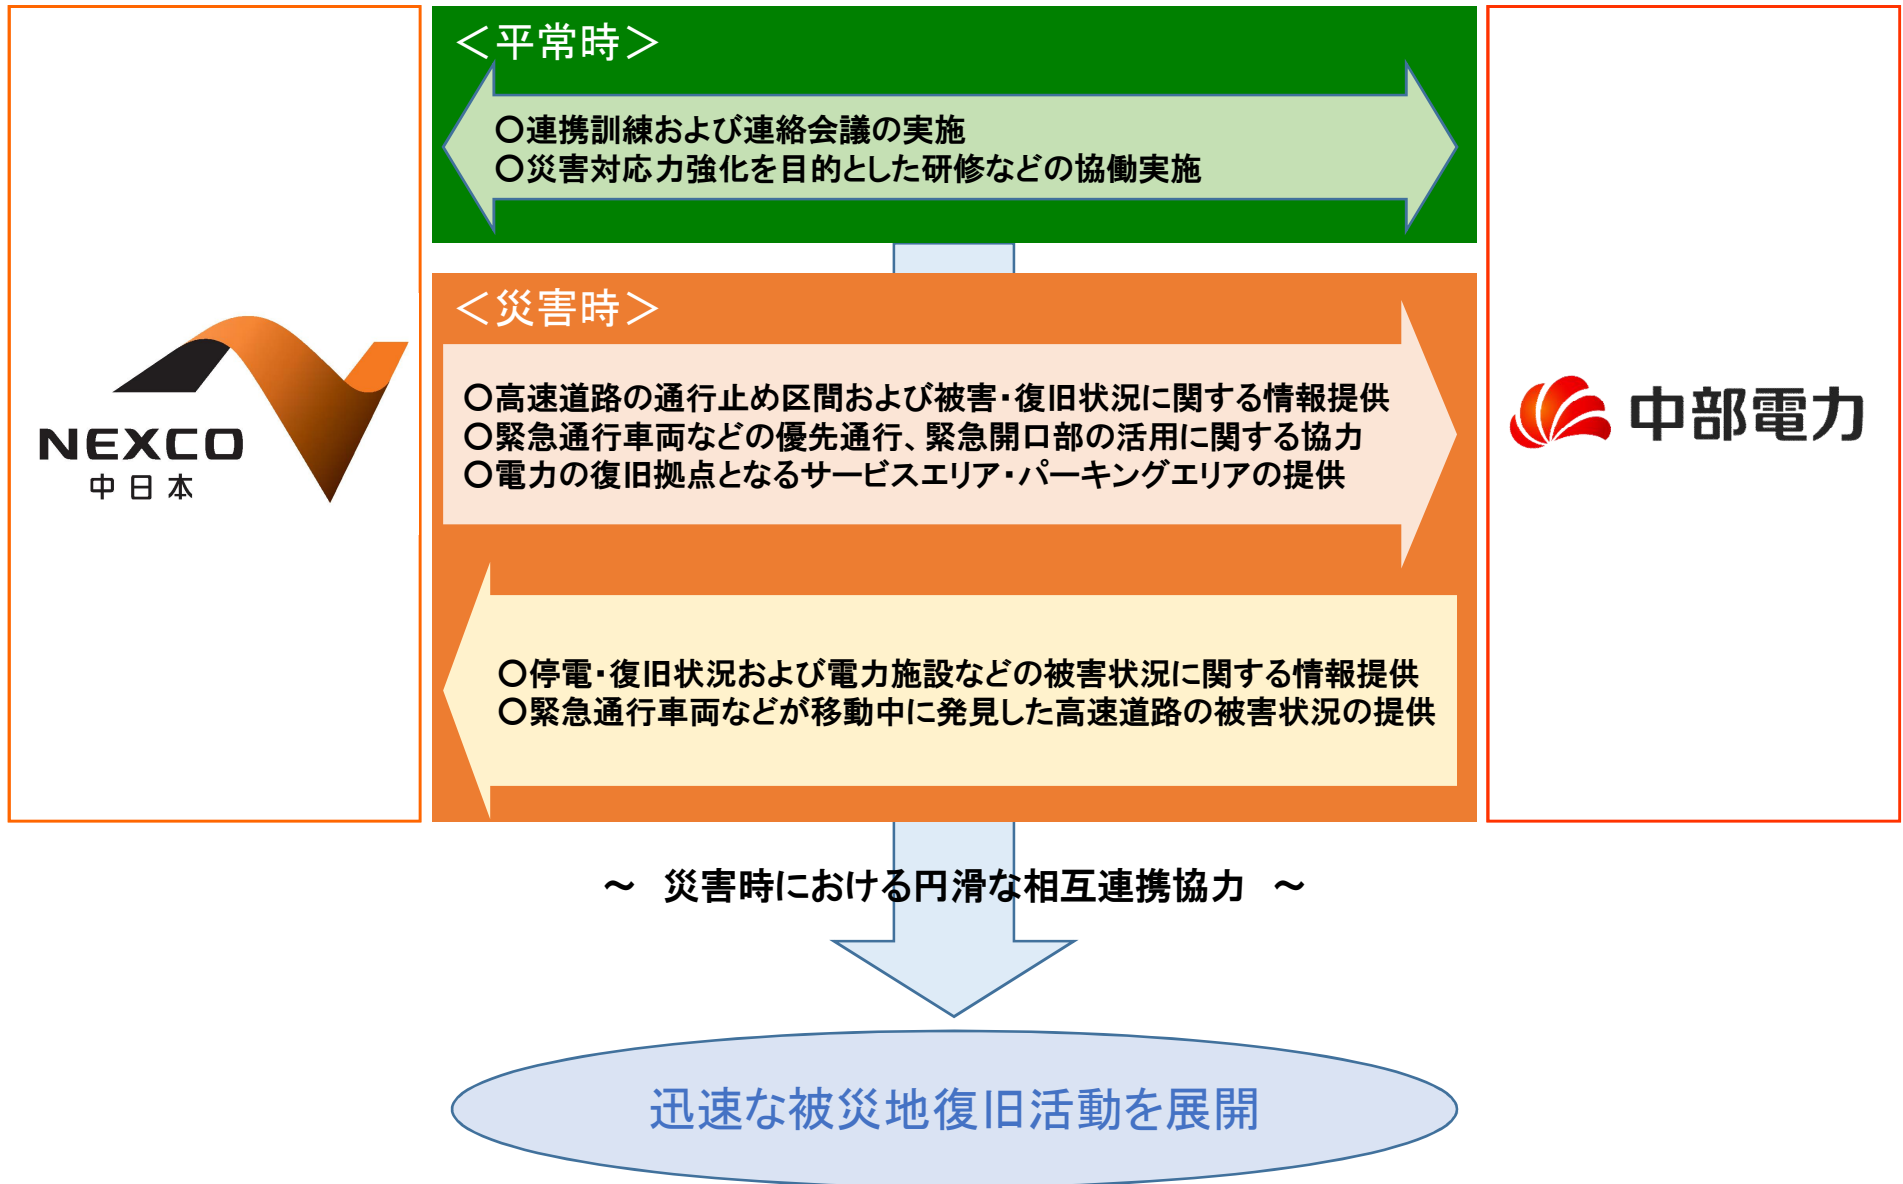 ＜平常時＞
〇連携訓練および連絡会議の実施
〇災害対応力強化を目的とした研修などの協働実施
＜災害時＞
〇高速道路の通行止め区間および被害・復旧状況に関する情報提供
〇緊急通行車両などの優先通行、緊急開口部の活用に関する協力
〇電力の復旧拠点となるサービスエリア・パーキングエリアの提供
NEXCO
中日本
中部電力
〇停電・復旧状況および電力施設などの被害状況に関する情報提供
〇緊急通行車両などが移動中に発見した高速道路の被害状況の提供
～　災害時における円滑な相互連携協力　～
迅速な被災地復旧活動を展開